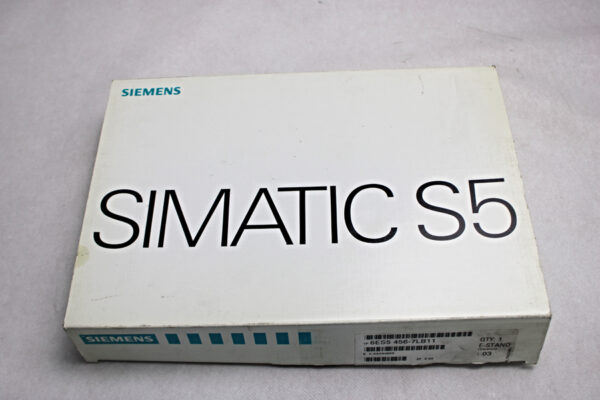 SIEMENS
SIMATIC S5
SIEMENS
6ES5 456-7LB11
QTY. 1
E-STAND
03